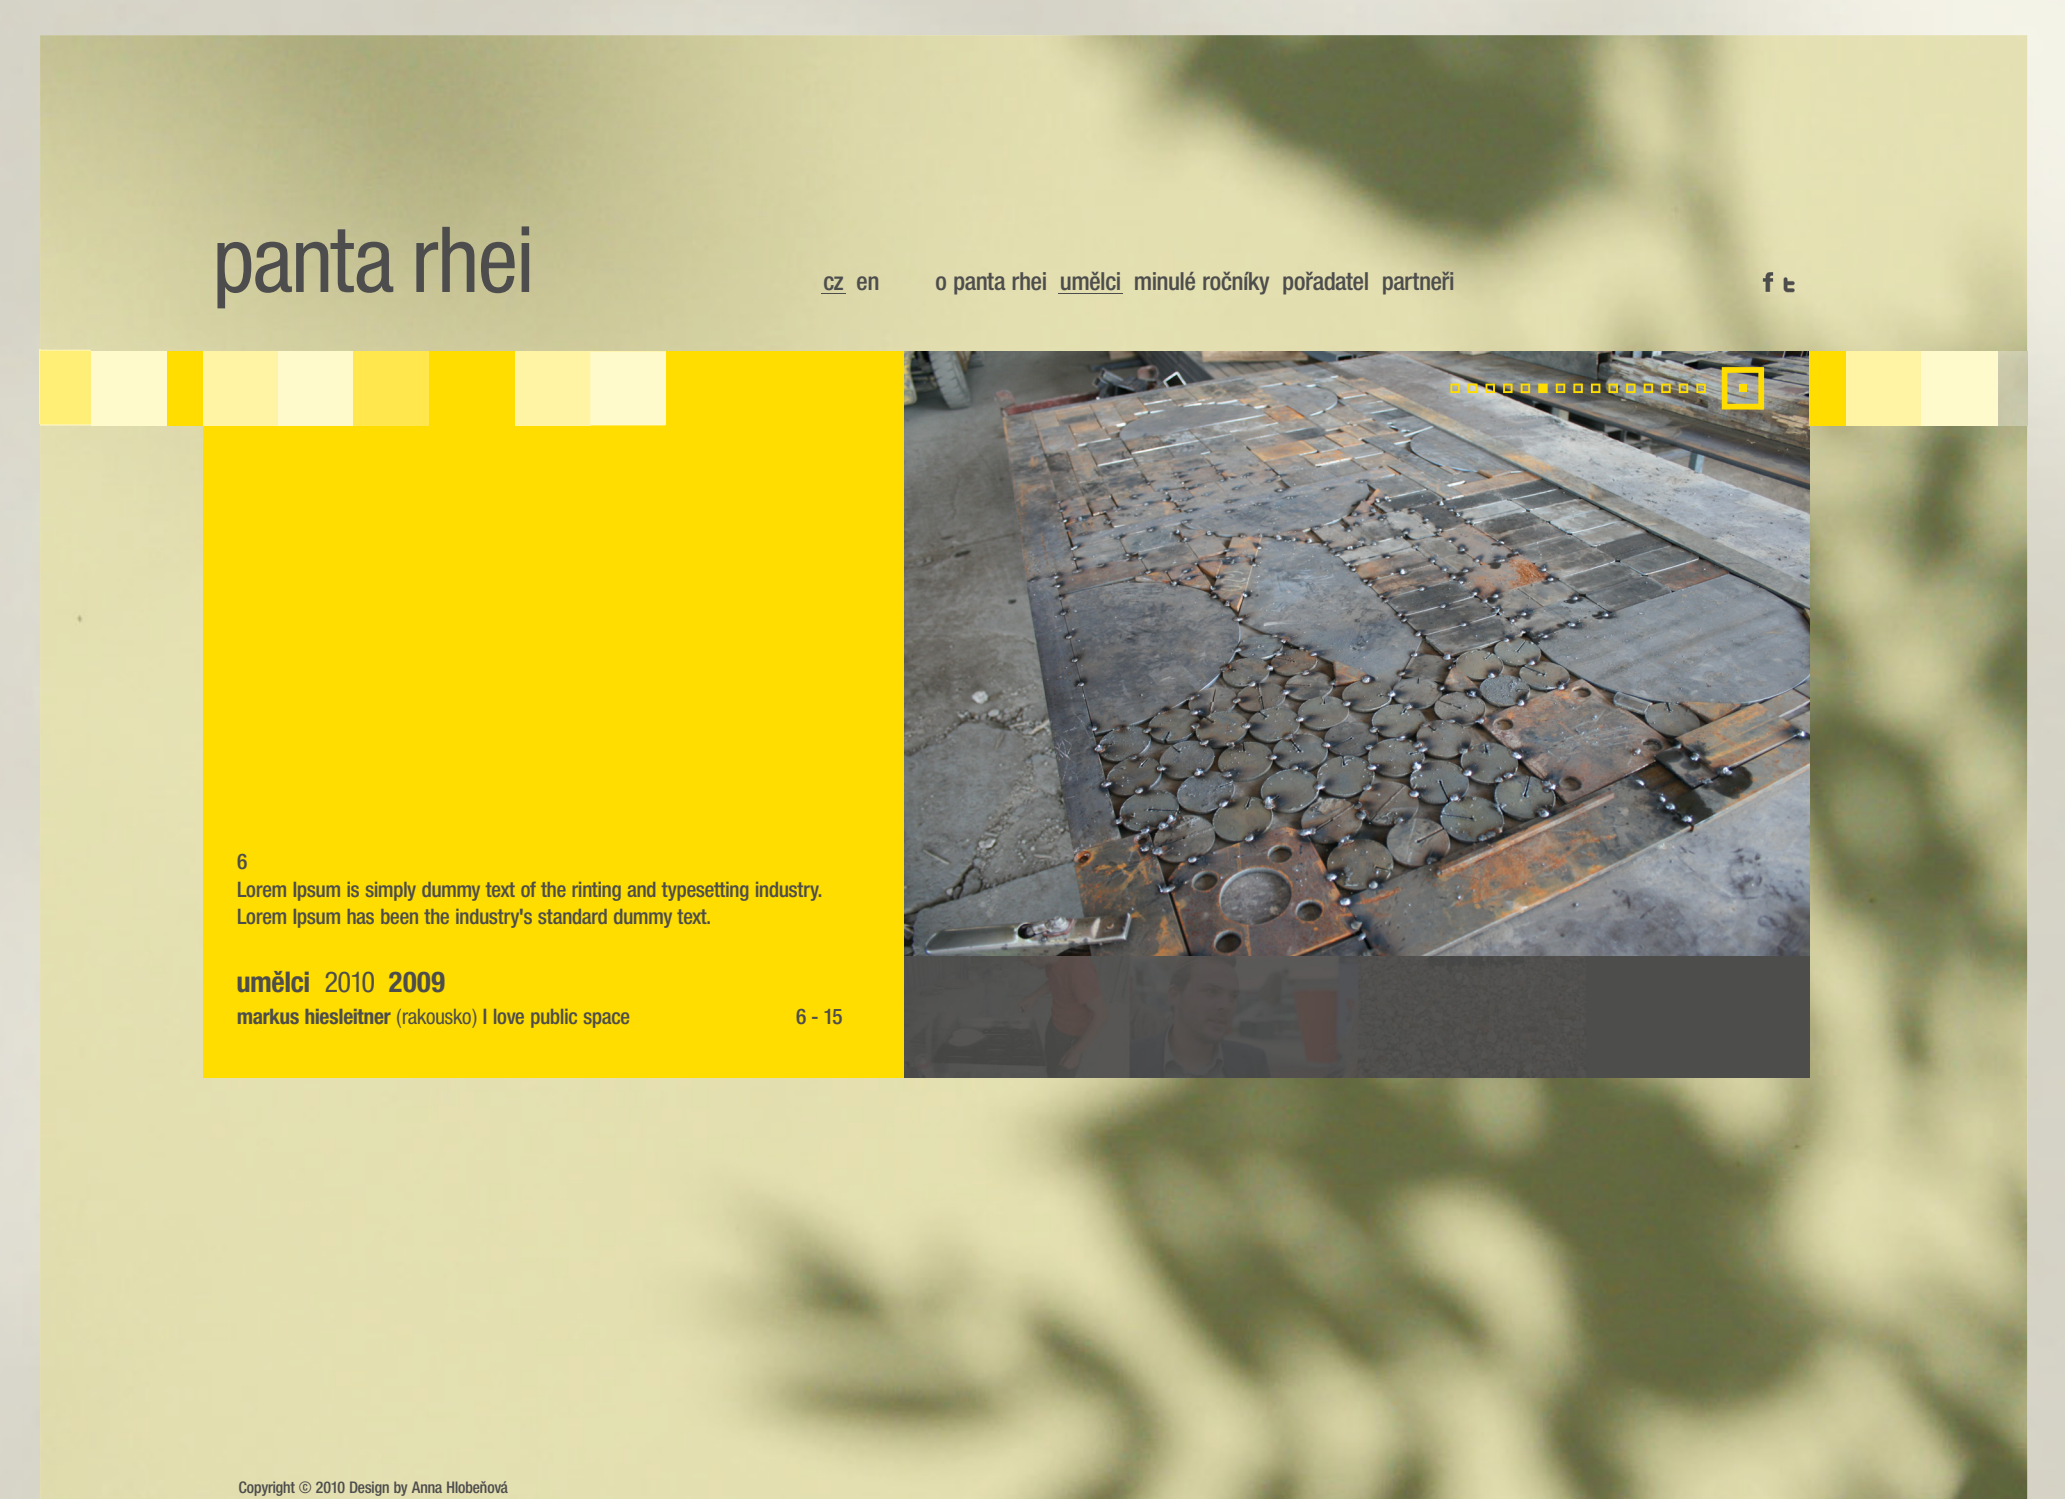 panta rhei
cz en o panta rhei umělci minulé ročníky pořadatel partneři
f t
6
Lorem Ipsum is simply dummy text of the rinting and typesetting industry.
Lorem Ipsum has been the industry's standard dummy text.
umělci 2010 2009
markus hiesleitner (rakousko) I love public space 6 - 15
Copyright © 2010 Design by Anna Hlobeňová